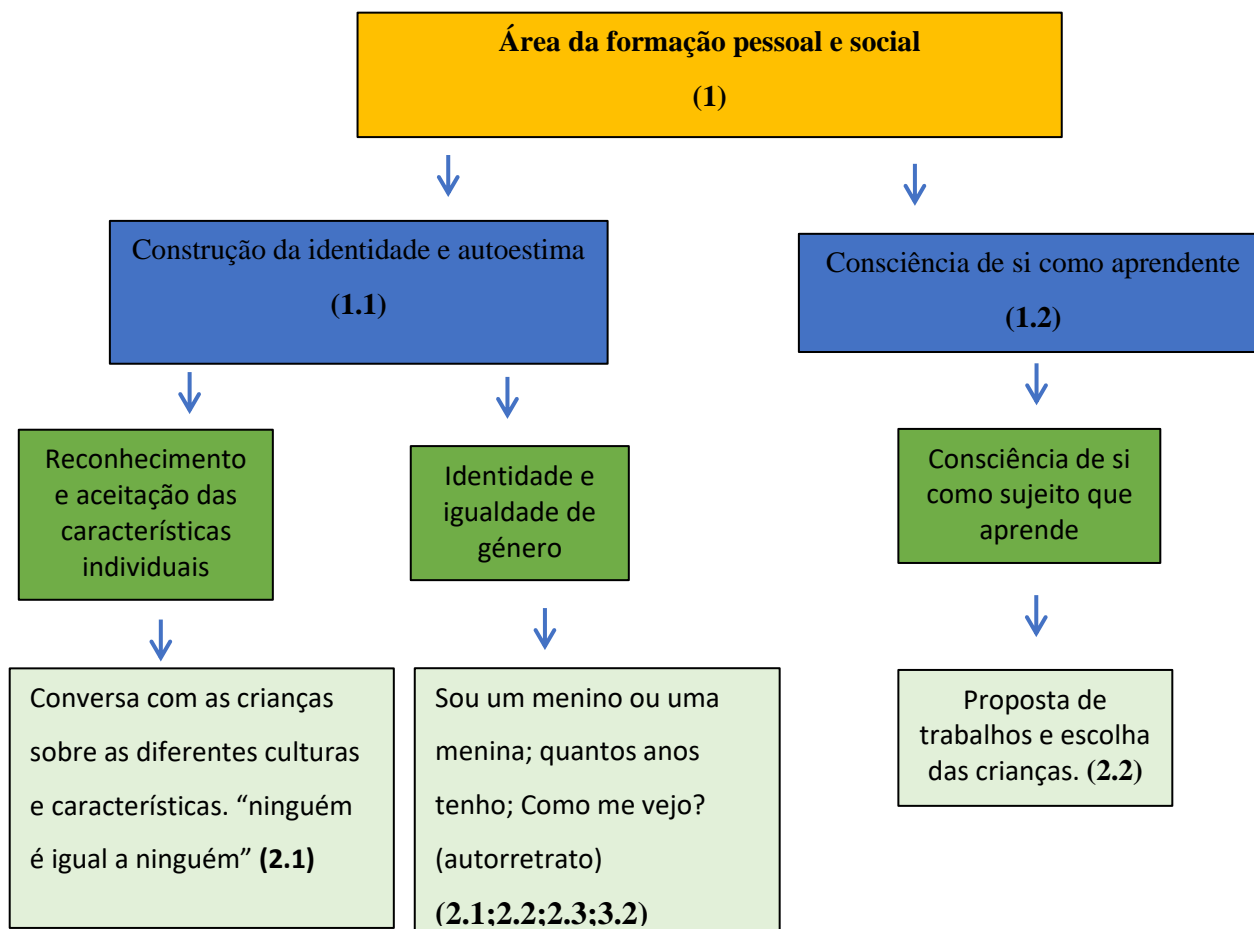 Área da formação pessoal e social
(1)
Construção da identidade e autoestima
(1.1)
Consciência de si como aprendente
(1.2)
Reconhecimento
e aceitação das
características
individuais
Identidade e
igualdade de
género
Consciência de si
como sujeito que
aprende
Conversa com as crianças
sobre as diferentes culturas
e características. “ninguém
é igual a ninguém” (2.1)
Sou um menino ou uma
menina; quantos anos
tenho; Como me vejo?
(autorretrato)
(2.1;2.2;2.3;3.2)
Proposta de
trabalhos e escolha
das crianças. (2.2)